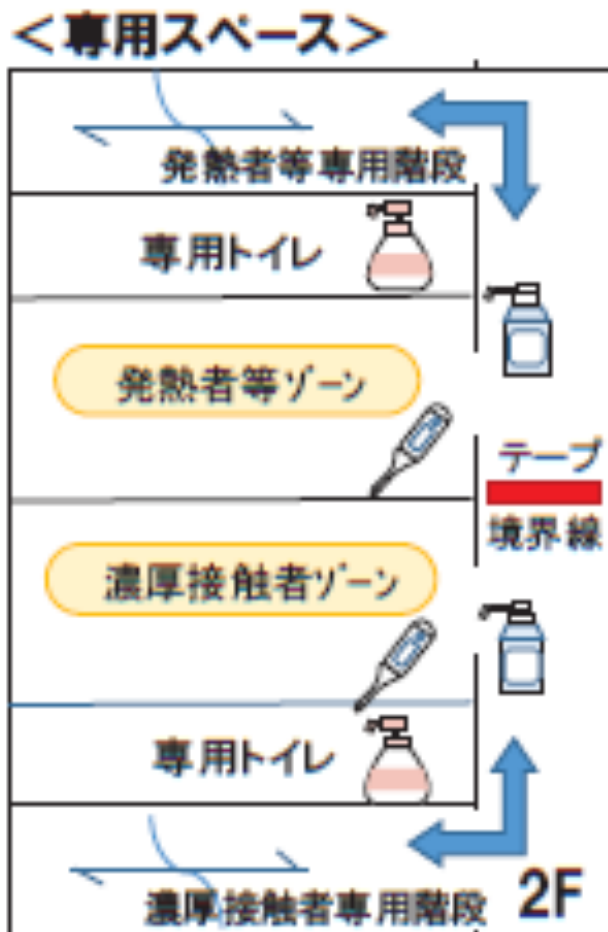 ＜専用スペース＞
発熱者等専用階段
専用トイレ
発熱者等ゾーン
テープ
境界線
濃厚接触者ゾーン
専用トイレ
濃厚接触者専用階段
2F